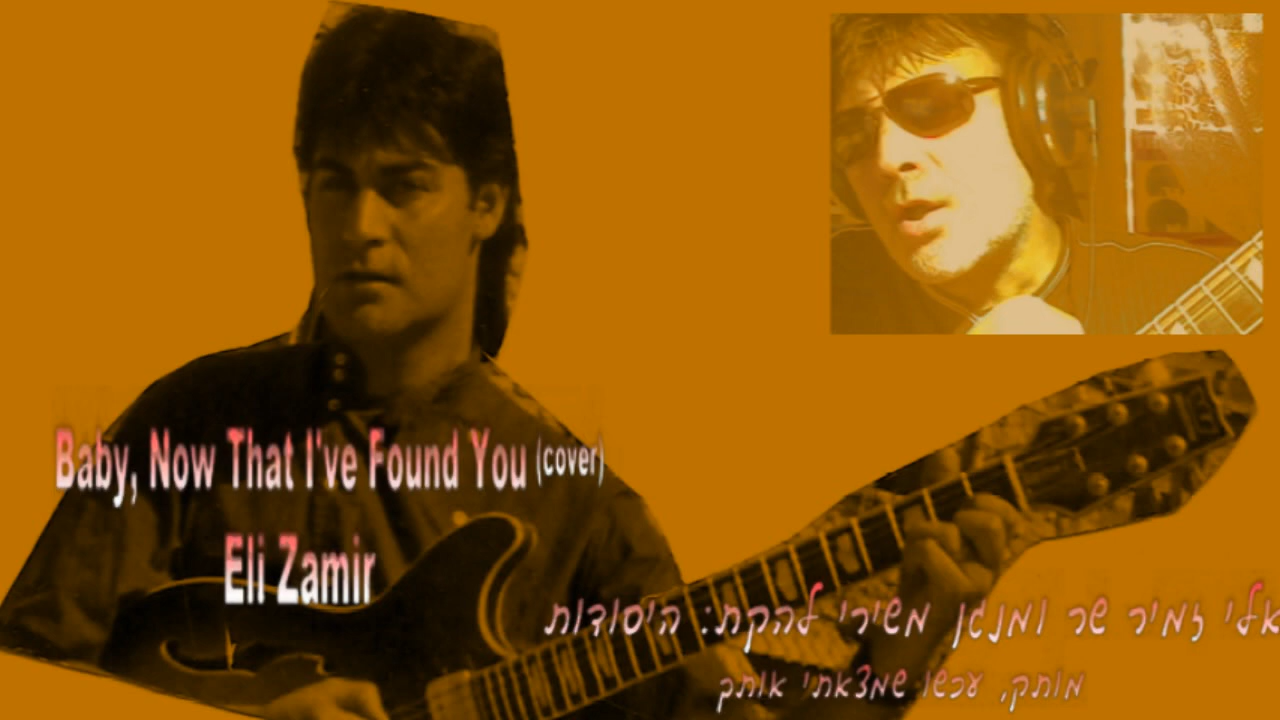 Baby, Now That I've Found You (cover)
Eli Zamir
אלי זמיר שר ומנגן משירי להקת: היסודות
מותק, עכשו שמצאתי אותך